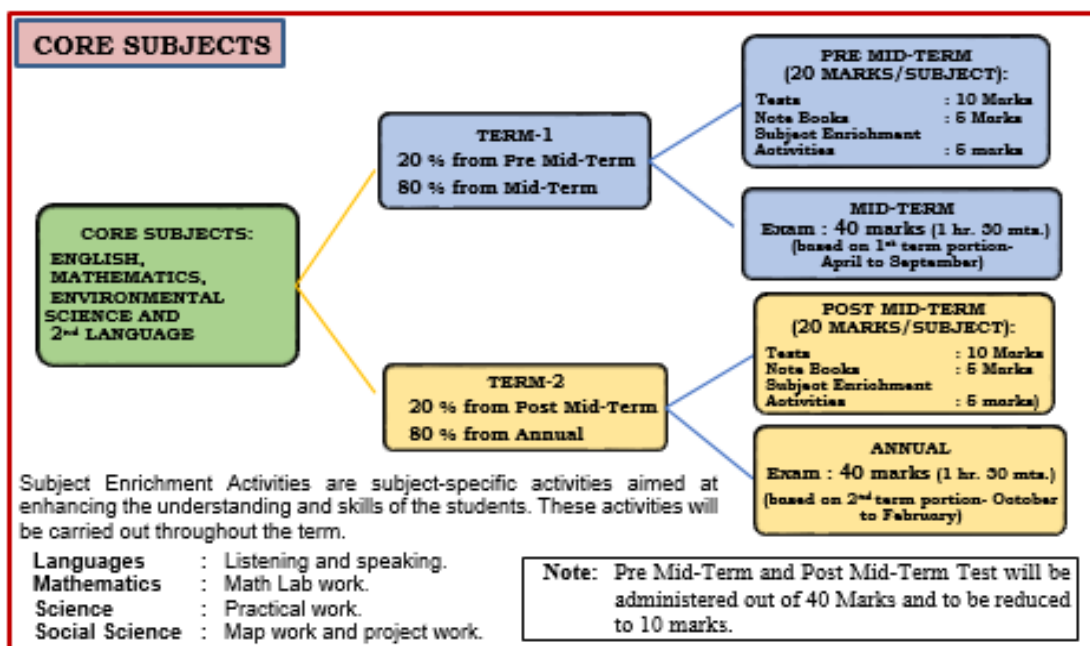 CORE SUBJECTS
CORE SUBJECTS:
ENGLISH,
MATHEMATICS,
ENVIRONMENTAL
SCIENCE AND
2nd LANGUAGE
TERM-1
20 % from Pre Mid-Term
80 % from Mid-Term
PRE MID-TERM
(20 MARKS/SUBJECT):
Tests : 10 Marks
Note Books : 5 Marks
Subject Enrichment
Activities : 5 marks
MID-TERM
Exam : 40 marks (1 hr. 30 mts.)
(based on 1st term portion-
April to September)
TERM-2
20 % from Post Mid-Term
80 % from Annual
POST MID-TERM
(20 MARKS/SUBJECT):
Tests : 10 Marks
Note Books : 5 Marks
Subject Enrichment
Activities : 5 marks)
ANNUAL
Exam : 40 marks (1 hr. 30 mts.)
(based on 2nd term portion- October
to February)
Subject Enrichment Activities are subject-specific activities aimed at
enhancing the understanding and skills of the students. These activities will
be carried out throughout the term.
Languages : Listening and speaking.
Mathematics : Math Lab work.
Science : Practical work.
Social Science : Map work and project work.
Note: Pre Mid-Term and Post Mid-Term Test will be
administered out of 40 Marks and to be reduced
to 10 marks.